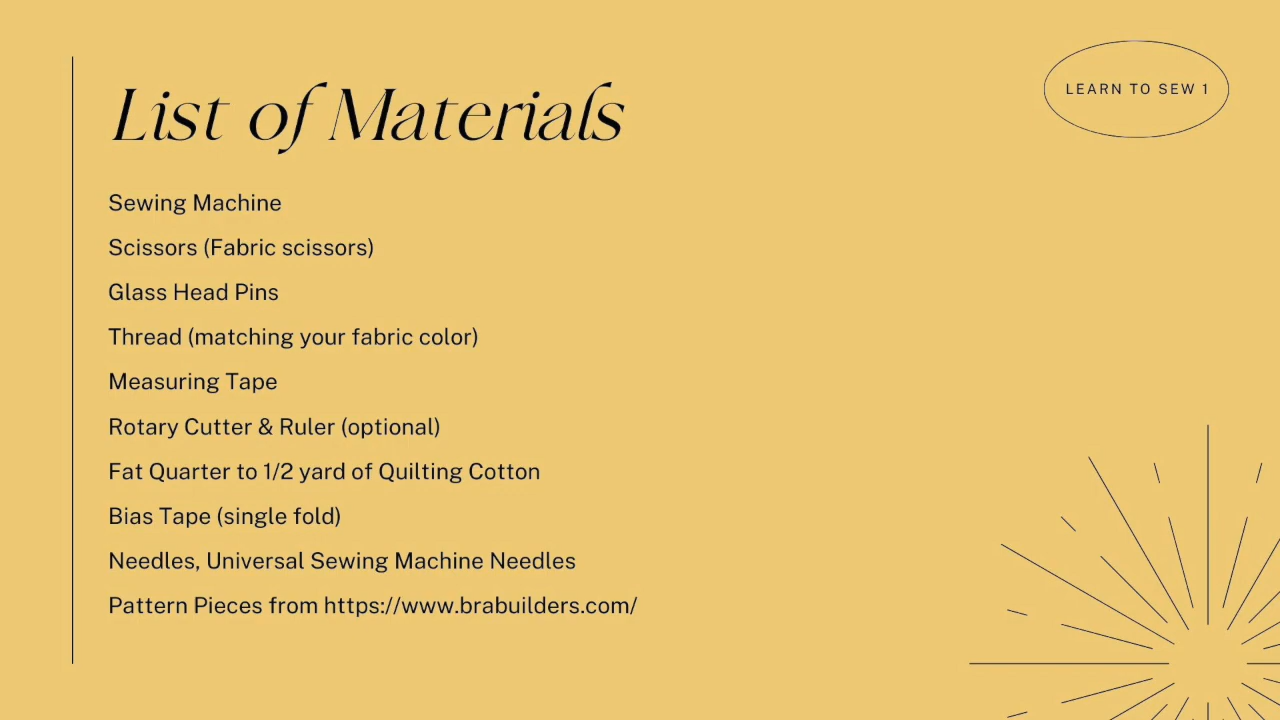 List of Materials
LEARN TO SEW 1
Sewing Machine
Scissors (Fabric scissors)
Glass Head Pins
Thread (matching your fabric color)
Measuring Tape
Rotary Cutter & Ruler (optional)
Fat Quarter to 1/2 yard of Quilting Cotton
Bias Tape (single fold)
Needles, Universal Sewing Machine Needles
Pattern Pieces from https://www.brabuilders.com/